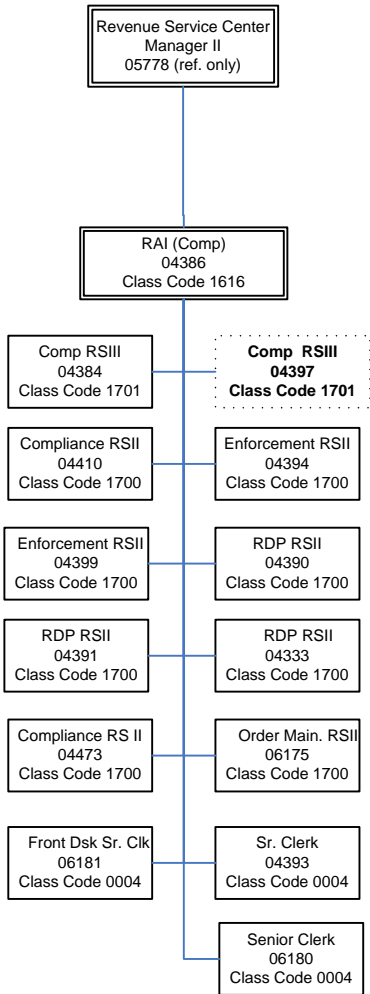 Revenue Service Center
Manager II
05778 (ref. only)
RAI (Comp)
04386
Class Code 1616
Comp RSIII
04384
Class Code 1701
Comp RSIII
04397
Class Code 1701
Compliance RSII
04410
Class Code 1700
Enforcement RSII
04394
Class Code 1700
Enforcement RSII
04399
Class Code 1700
RDP RSII
04390
Class Code 1700
RDP RSII
04391
Class Code 1700
RDP RSII
04333
Class Code 1700
Compliance RS II
04473
Class Code 1700
Order Main. RSII
06175
Class Code 1700
Front Dsk Sr. Clk
06181
Class Code 0004
Sr. Clerk
04393
Class Code 0004
Senior Clerk
06180
Class Code 0004